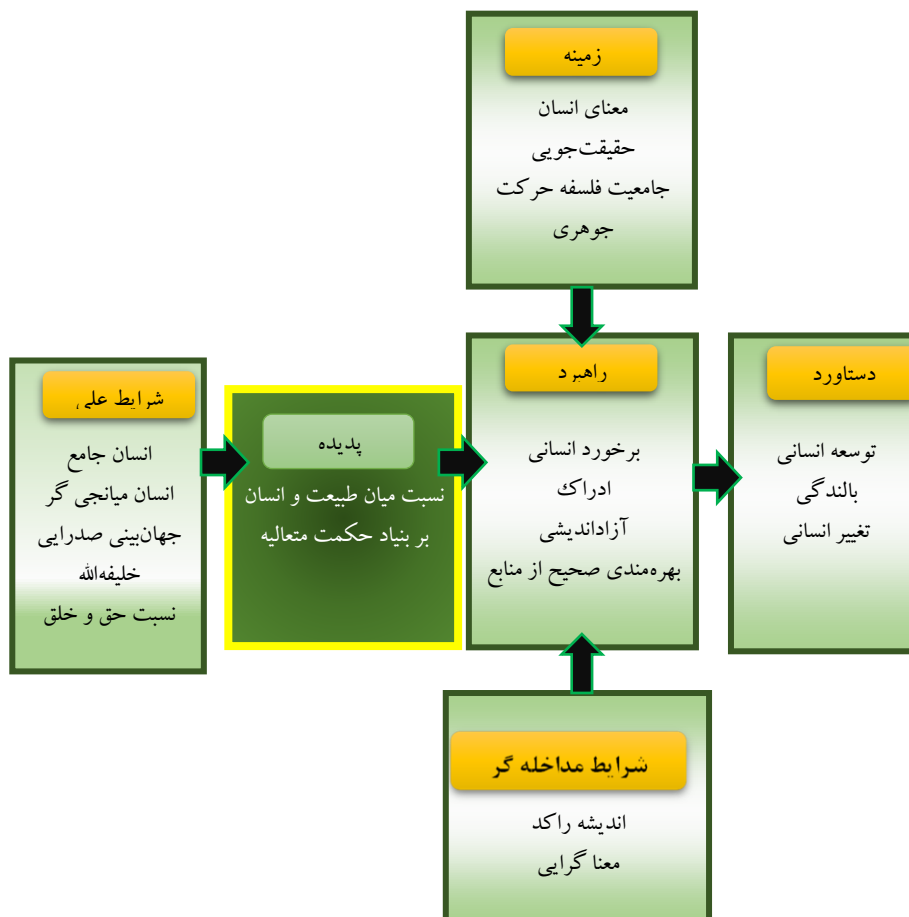 زمینه
معنای انسان
حقیقت‌جویی
جامعیت فلسفه حرکت
جوهری
شرایط علی
انسان جامع
انسان میانجی گر
جهان‌بینی صدرایی
خلیفه‌الله
نسبت حق و خلق
پدیده
نسبت میان طبیعت و انسان
بر بنیاد حکمت متعالیه
راهبرد
برخورد انسانی
ادراک
آزاداندیشی
بهره‌مندی صحیح از منابع
دستاورد
توسعه انسانی
بالندگی
تغییر انسانی
شرایط مداخله گر
اندیشه راکد
معنا گرایی